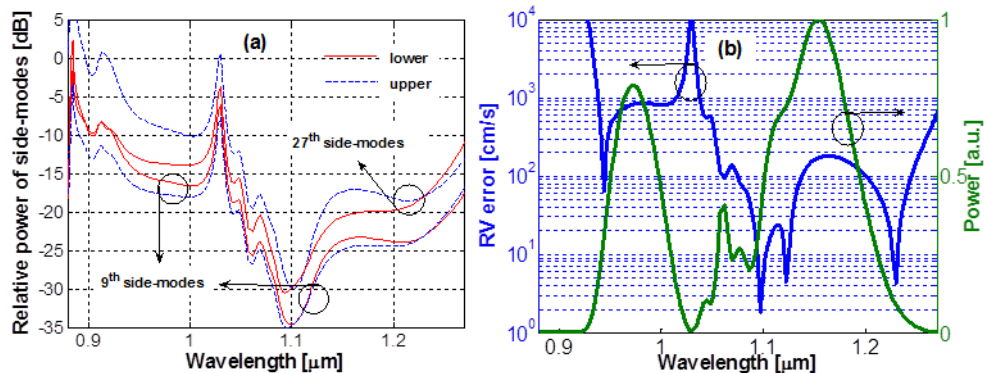 5
0
-5
-10
-15
-20
-25
-30
-35
0.9
1
1.1
1.2
Relative power of side-modes [dB]
Wavelength [μm]
(a)
lower
upper
27th side-modes
9th side-modes
10^4
10^3
10^2
10^1
10^0
0.9
1
1.1
1.2
RV error [cm/s]
Wavelength [μm]
(b)
1
0.5
0
Power [a.u.]